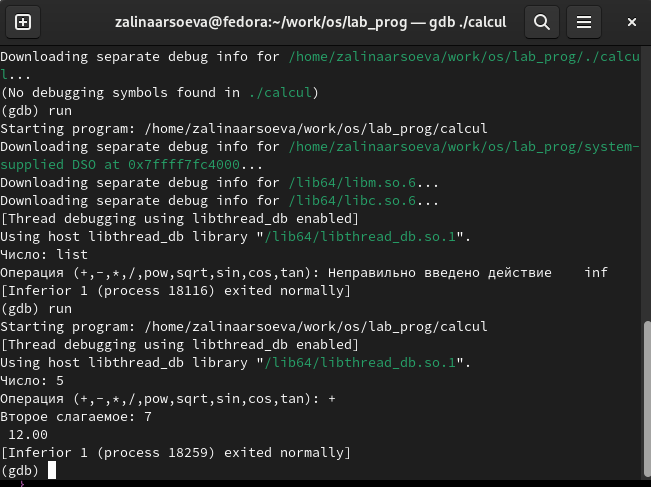 zalinaarsoeva@fedora:~/work/os/lab_prog — gdb ./calcul
Downloading separate debug info for /home/zalinaarsoeva/work/os/lab_prog/./calcu
l...
(No debugging symbols found in ./calcul)
(gdb) run
Starting program: /home/zalinaarsoeva/work/os/lab_prog/calcul
Downloading separate debug info for /home/zalinaarsoeva/work/os/lab_prog/system-
supplied DSO at 0x7ffff7fc4000...
Downloading separate debug info for /lib64/libm.so.6...
Downloading separate debug info for /lib64/libc.so.6...
[Thread debugging using libthread_db enabled]
Using host libthread_db library "/lib64/libthread_db.so.1".
Число: list
Операция (+,-,*,/,pow,sqrt,sin,cos,tan): Неправильно введено действие    inf
[Inferior 1 (process 18116) exited normally]
(gdb) run
Starting program: /home/zalinaarsoeva/work/os/lab_prog/calcul
[Thread debugging using libthread_db enabled]
Using host libthread_db library "/lib64/libthread_db.so.1".
Число: 5
Операция (+,-,*,/,pow,sqrt,sin,cos,tan): +
Второе слагаемое: 7
 12.00
[Inferior 1 (process 18259) exited normally]
(gdb)